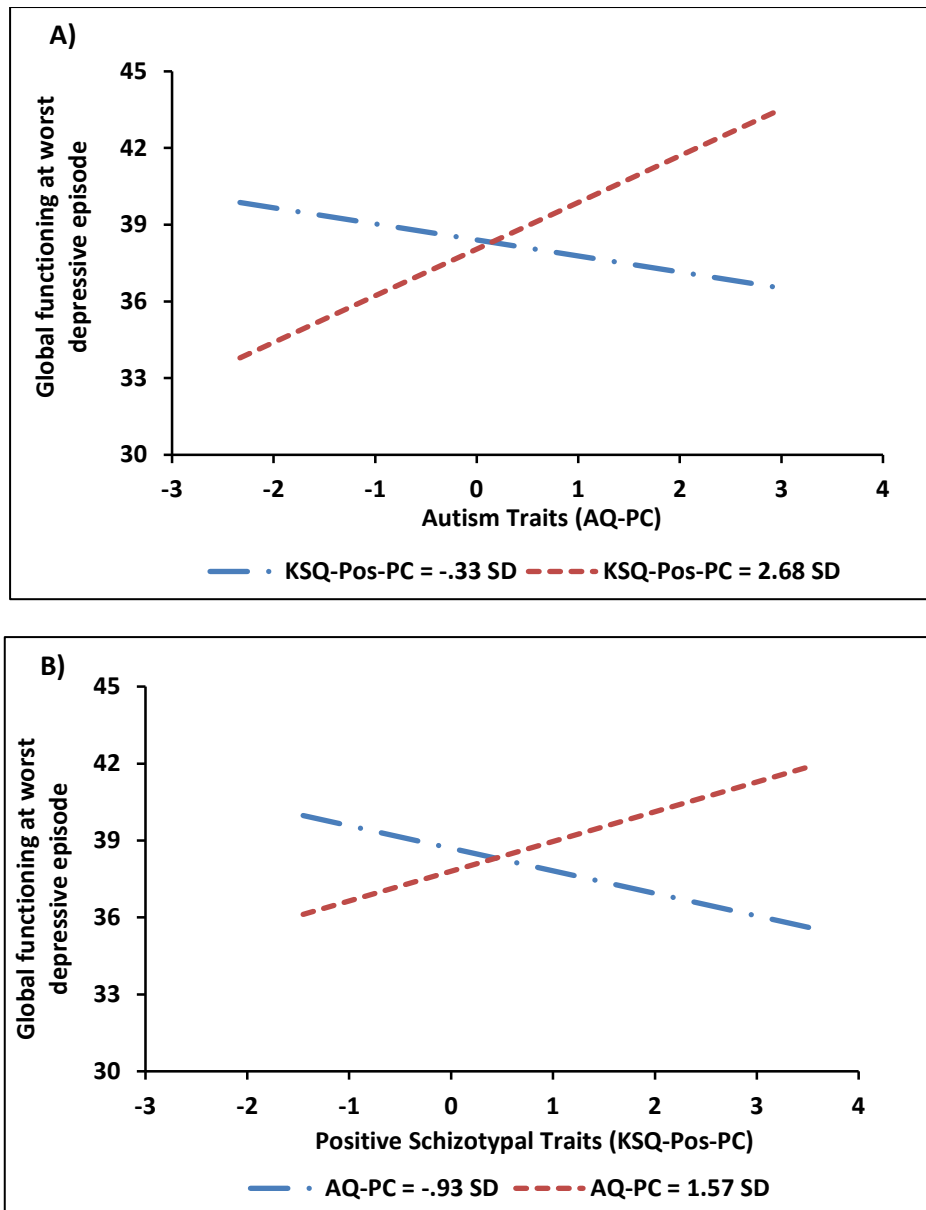 A)
Global functioning at worst
depressive episode
45
42
39
36
33
30
-3 -2 -1 0 1 2 3 4
Autism Traits (AQ-PC)
KSQ-Pos-PC = -.33 SD KSQ-Pos-PC = 2.68 SD
B)
Global functioning at worst
depressive episode
45
42
39
36
33
30
-3 -2 -1 0 1 2 3 4
Positive Schizotypal Traits (KSQ-Pos-PC)
AQ-PC = -.93 SD AQ-PC = 1.57 SD